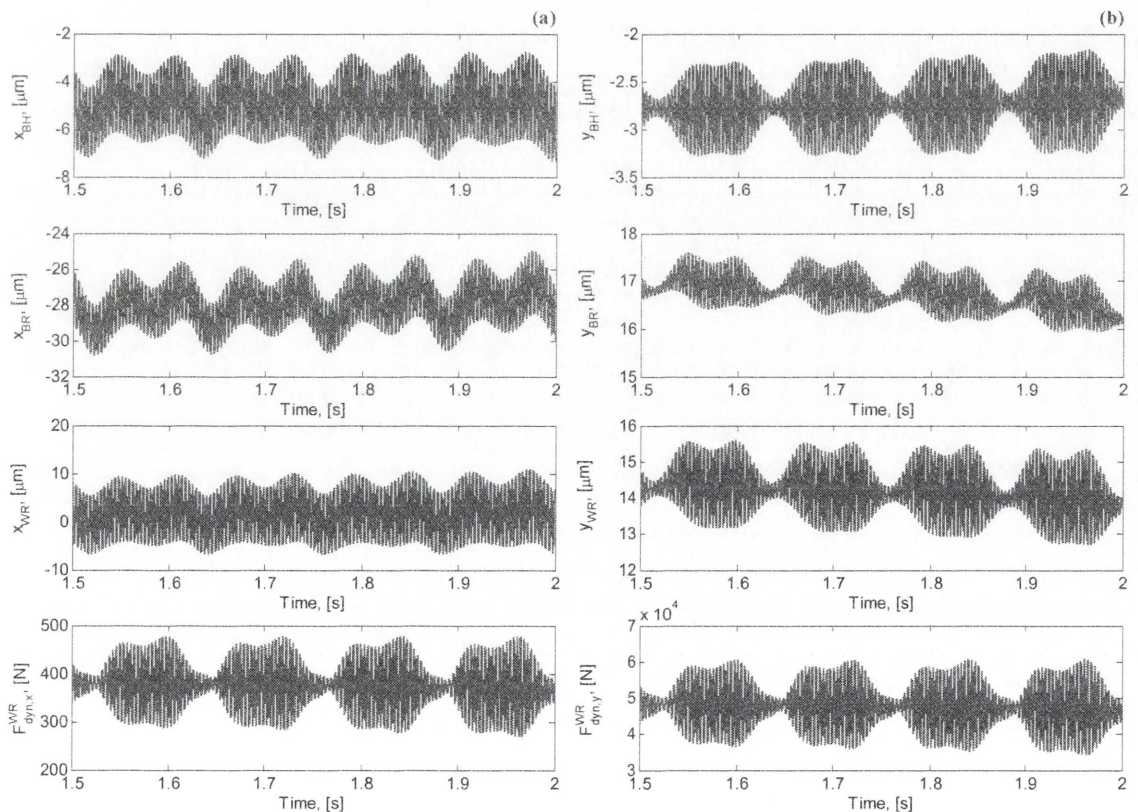 (a)
-2
-4
-6
-8
x_BH, [μm]
1.5 1.6 1.7 1.8 1.9 2
Time, [s]
-24
-26
-28
-30
-32
x_BR, [μm]
1.5 1.6 1.7 1.8 1.9 2
Time, [s]
20
10
0
-10
x_WR, [μm]
1.5 1.6 1.7 1.8 1.9 2
Time, [s]
500
400
300
200
F^WR_dyn,x, [N]
1.5 1.6 1.7 1.8 1.9 2
Time, [s]
(b)
-2
-2.5
-3
-3.5
y_BH, [μm]
1.5 1.6 1.7 1.8 1.9 2
Time, [s]
18
17
16
15
y_BR, [μm]
1.5 1.6 1.7 1.8 1.9 2
Time, [s]
16
15
14
13
12
y_WR, [μm]
1.5 1.6 1.7 1.8 1.9 2
Time, [s]
x 10^4
7
6
5
4
3
F^WR_dyn,y, [N]
1.5 1.6 1.7 1.8 1.9 2
Time, [s]